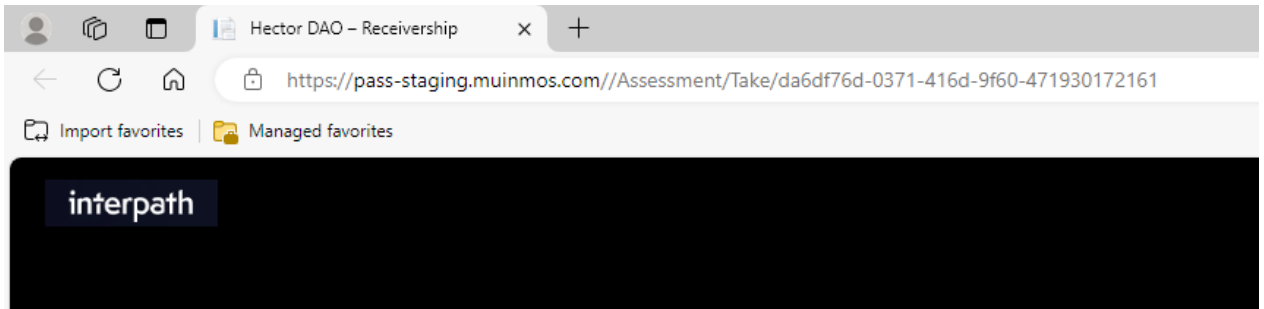 Hector DAO – Receivership
https://pass-staging.muinmos.com//Assessment/Take/da6df76d-0371-416d-9f60-471930172161
Import favorites Managed favorites
interpath